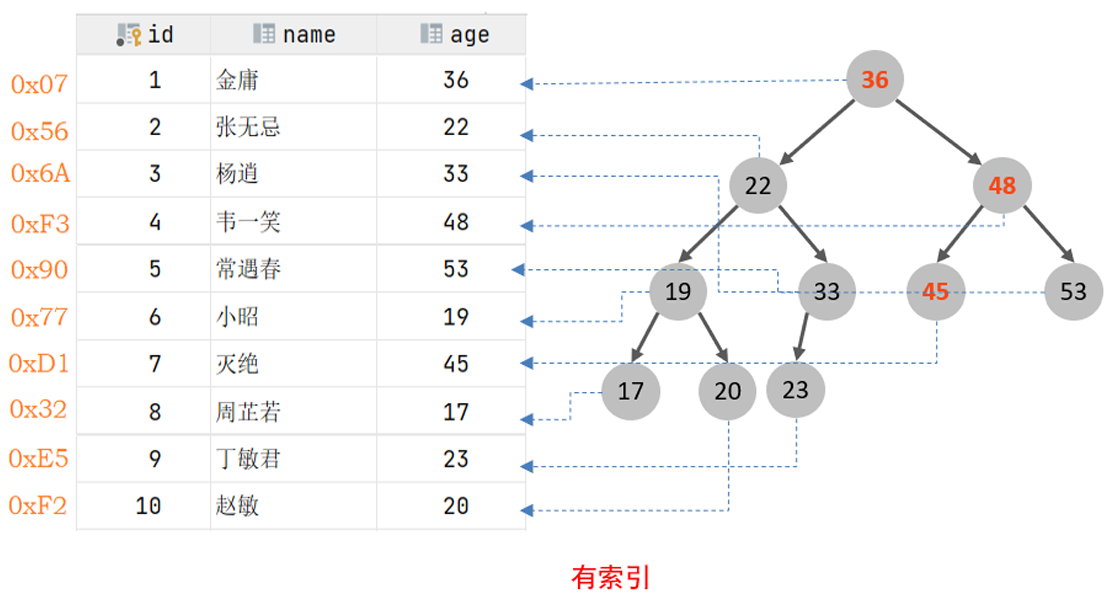 id name age
0x07 1 金庸 36
0x56 2 张无忌 22
0x6A 3 杨逍 33
0xF3 4 韦一笑 48
0x90 5 常遇春 53
0x77 6 小昭 19
0xD1 7 灭绝 45
0x32 8 周芷若 17
0xE5 9 丁敏君 23
0xF2 10 赵敏 20
36
22 48
19 33 45 53
17 20 23
有索引